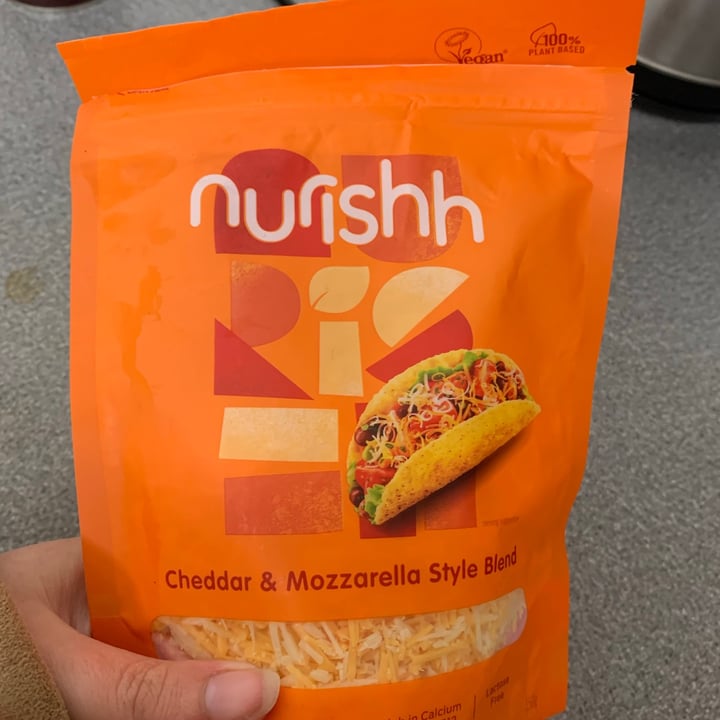 Vegan
100%
PLANT BASED
nurishh
Cheddar & Mozzarella Style Blend
in Calcium
Lactose
Free